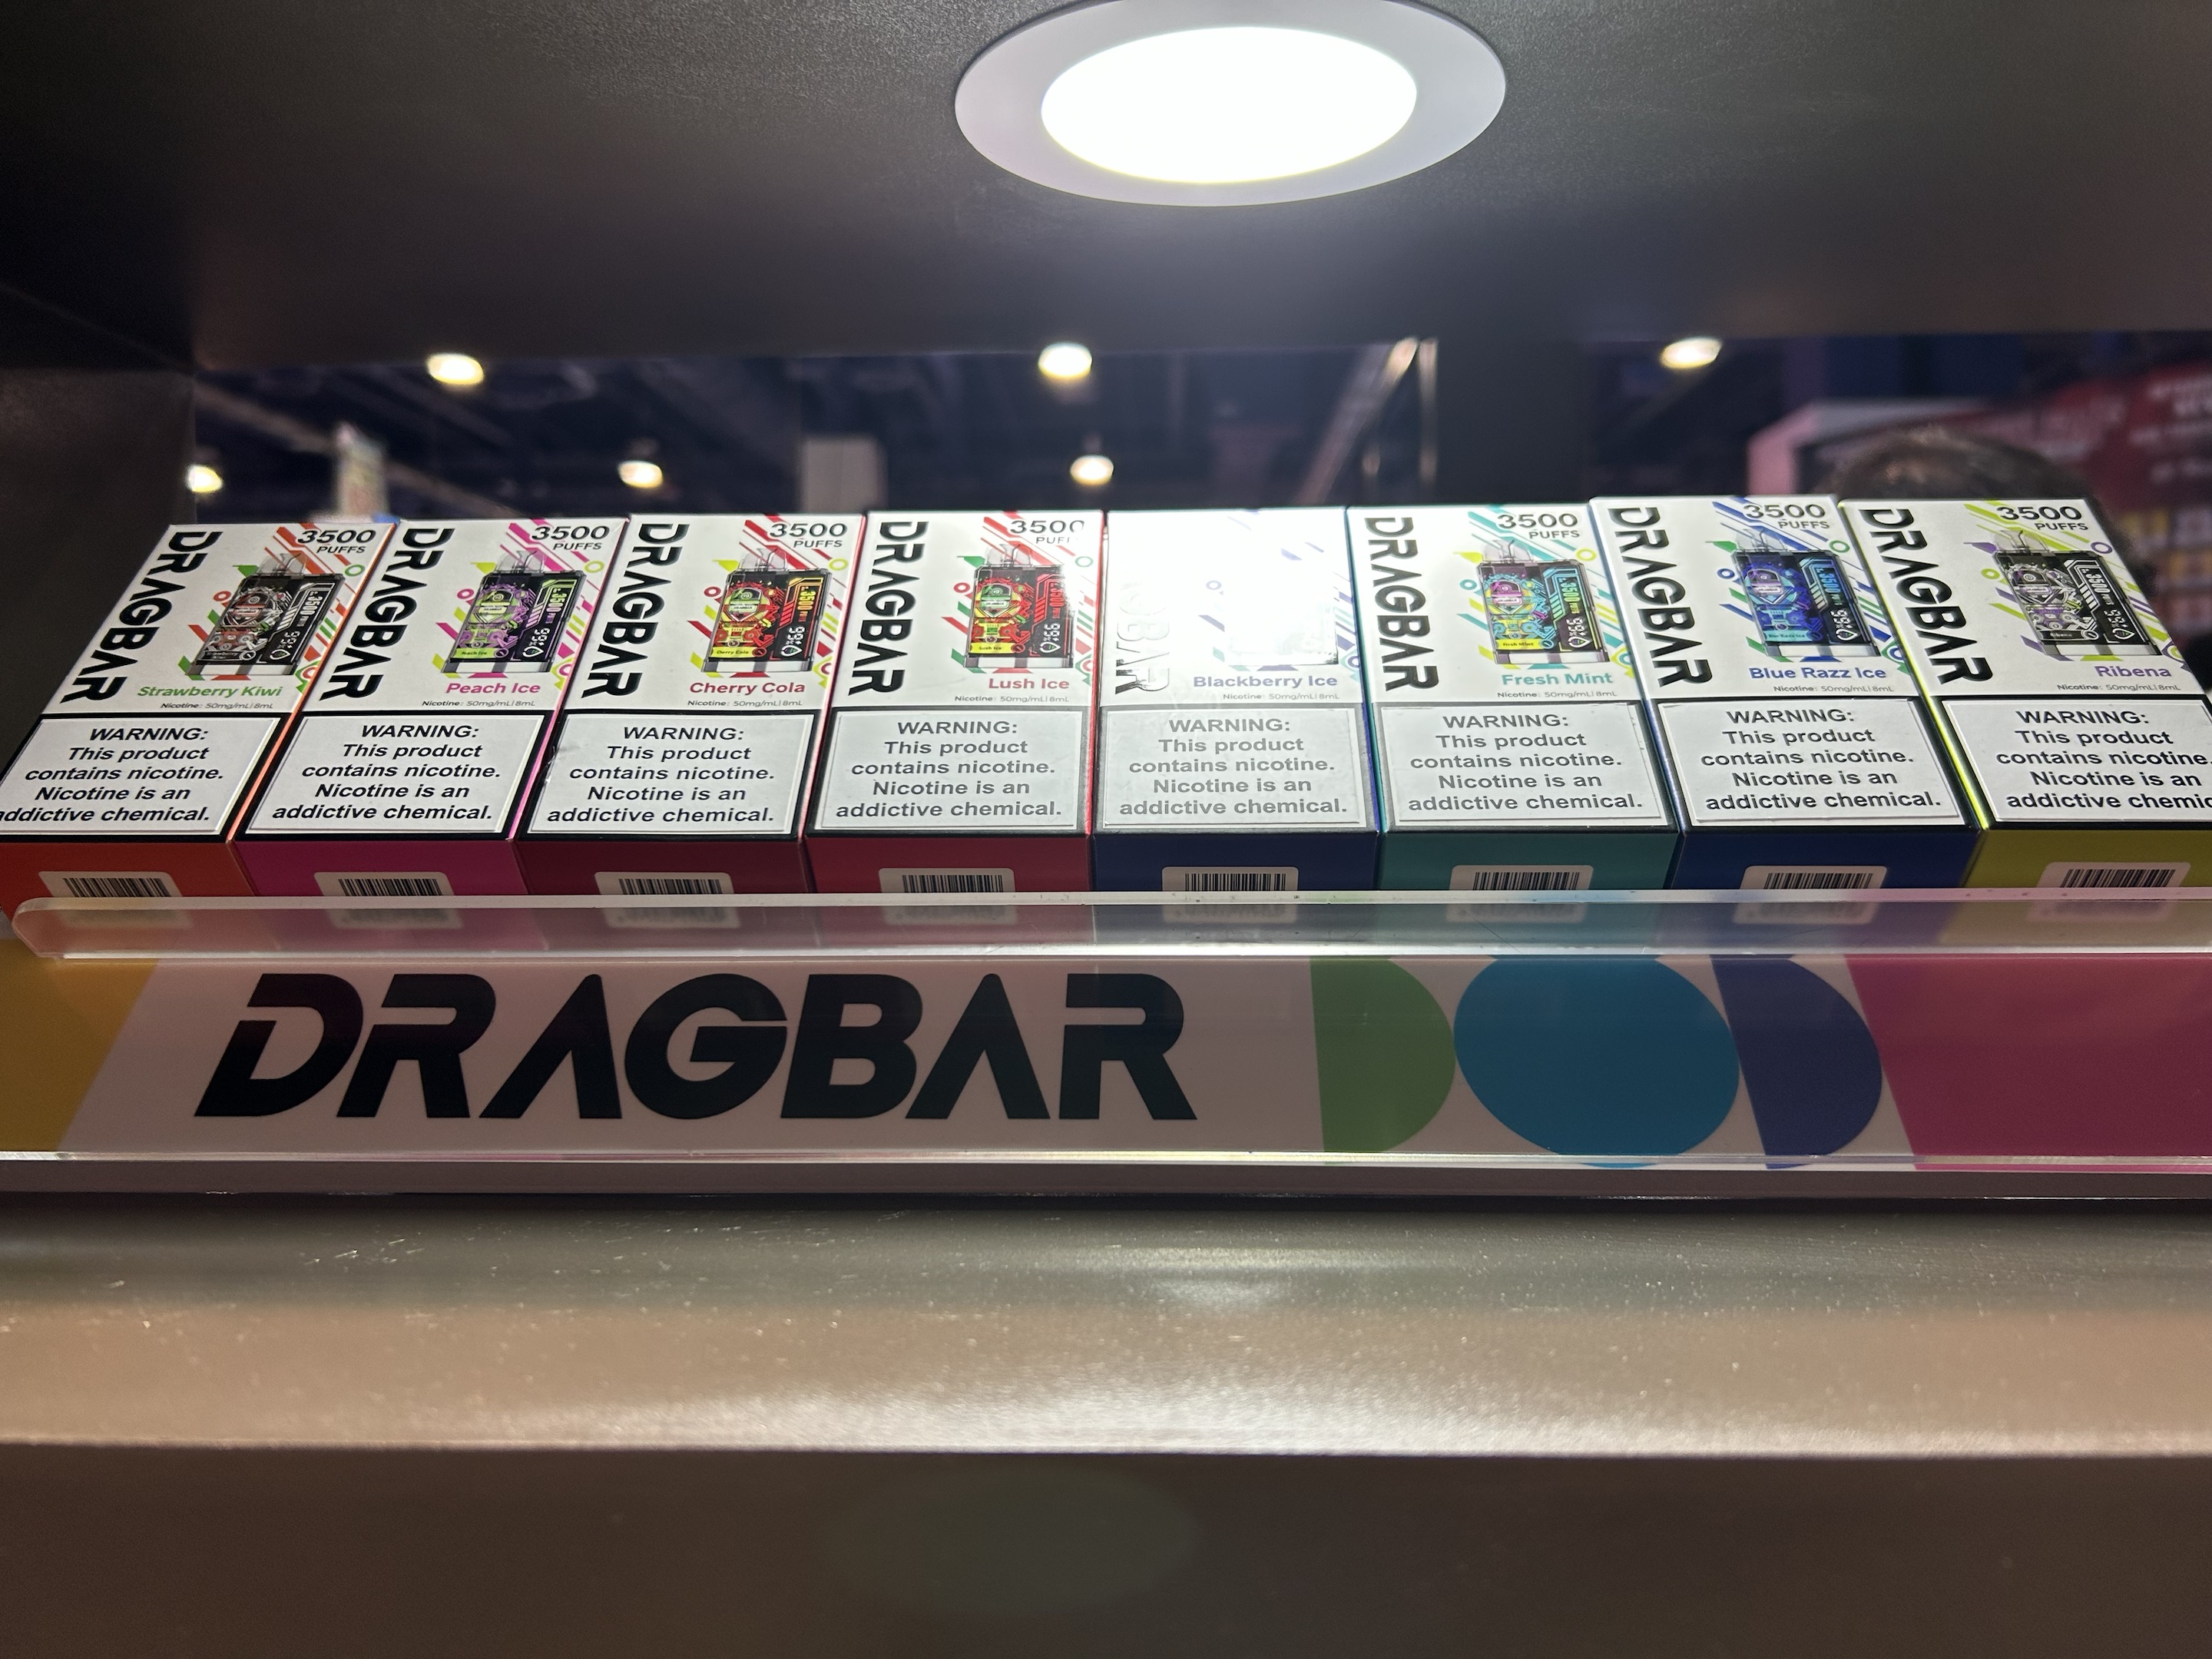 DRAGBAR
3500
PUFFS
Strawberry Kiwi
Nicotine: 50mg/mL|8mL
WARNING:
This product
contains nicotine.
Nicotine is an
addictive chemical.
DRAGBAR
3500
PUFFS
Peach Ice
Nicotine: 50mg/mL|8mL
WARNING:
This product
contains nicotine.
Nicotine is an
addictive chemical.
DRAGBAR
3500
PUFFS
Cherry Cola
Nicotine: 50mg/mL|8mL
WARNING:
This product
contains nicotine.
Nicotine is an
addictive chemical.
DRAGBAR
3500
PUFF
Lush Ice
Nicotine: 50mg/mL|8mL
WARNING:
This product
contains nicotine.
Nicotine is an
addictive chemical.
BAR
Blackberry Ice
Nicotine: 50mg/mL|8mL
WARNING:
This product
contains nicotine.
Nicotine is an
addictive chemical.
DRAGBAR
3500
PUFFS
Fresh Mint
Nicotine: 50mg/mL|8mL
WARNING:
This product
contains nicotine.
Nicotine is an
addictive chemical.
DRAGBAR
3500
PUFFS
Blue Razz Ice
Nicotine: 50mg/mL|8mL
WARNING:
This product
contains nicotine.
Nicotine is an
addictive chemical.
DRAGBAR
3500
PUFFS
Ribena
Nicotine: 50mg/mL|8mL
WARNING:
This product
contains nicotine.
Nicotine is an
addictive chemic
DRAGBAR